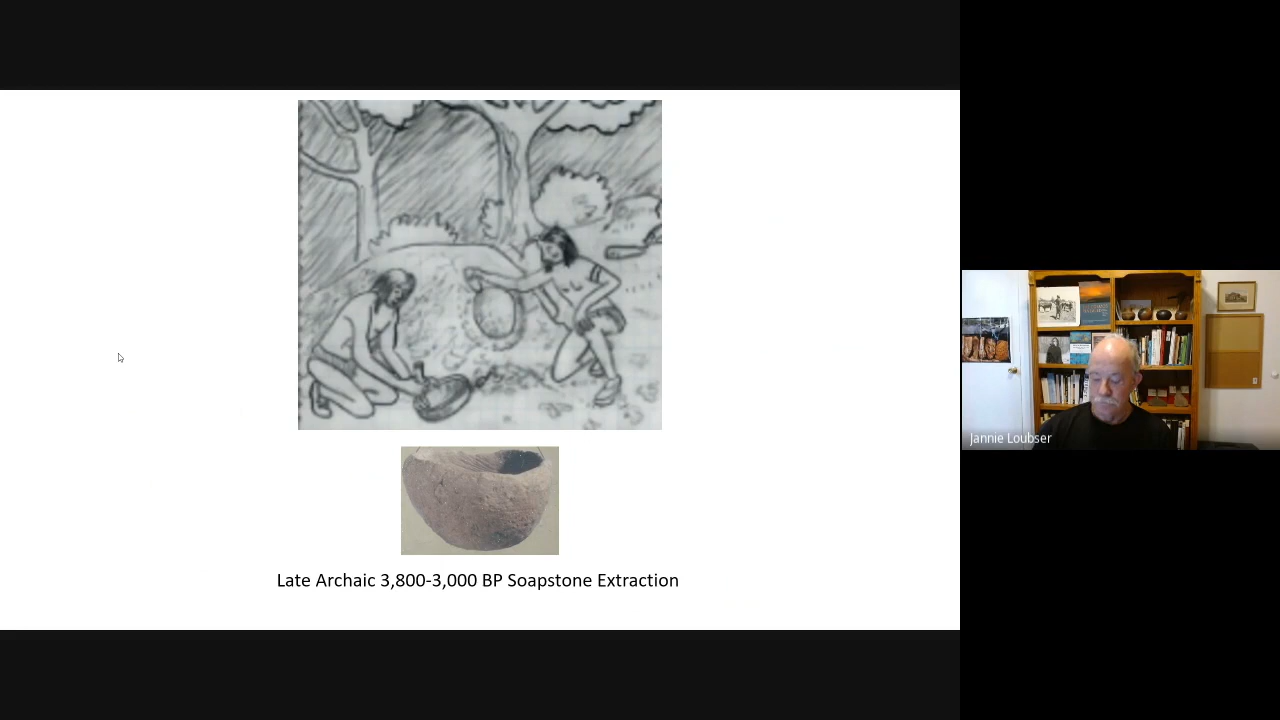 Late Archaic 3,800-3,000 BP Soapstone Extraction
Jannie Loubser